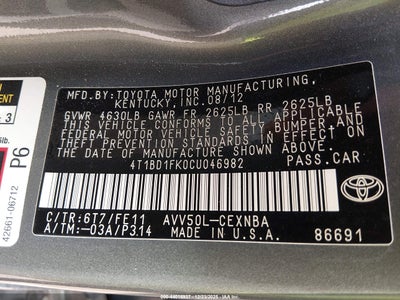 MFD BY: TOYOTA MOTOR MANUFACTURING,
KENTUCKY, INC. 08/12
GVWR 4630LB GAWR FR 2625LB RR 2625LB
THIS VEHICLE CONFORMS TO ALL APPLICABLE
FEDERAL MOTOR VEHICLE SAFETY, BUMPER, AND
THEFT PREVENTION STANDARDS IN EFFECT ON
THE DATE OF MANUFACTURE SHOWN ABOVE.
4T1BD1FK0CU046982 PASS.CAR
C/TR: 6T7/FE11 AVV50L-CEXNBA
A/TM: -03A/P314 MADE IN U.S.A.
86691
TOYOTA
3
P6
42661-06712